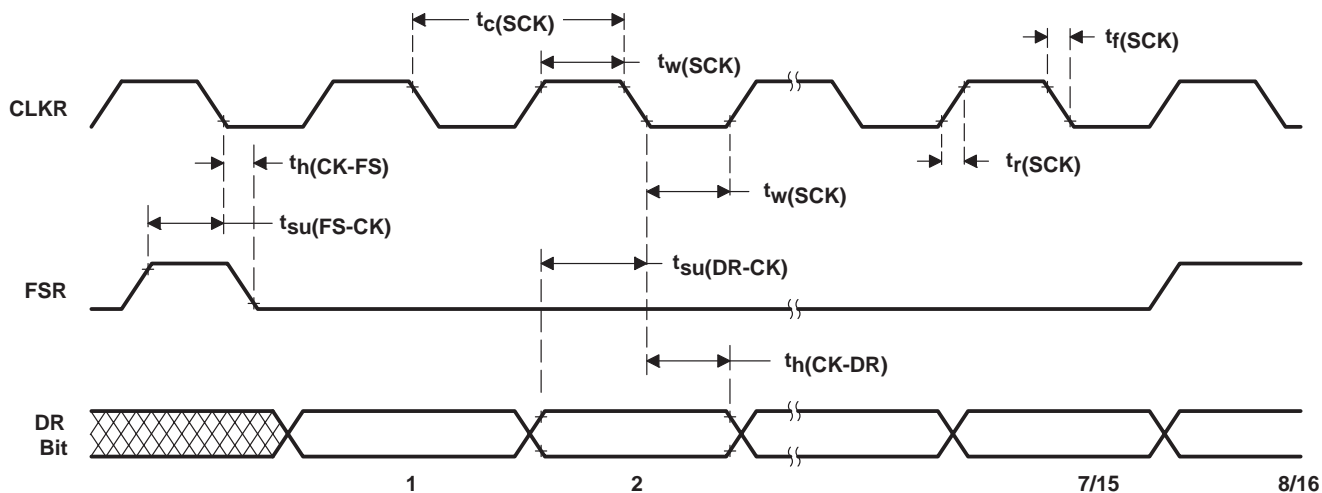 tc(SCK)
tw(SCK)
tf(SCK)
CLKR
th(CK-FS)
tr(SCK)
tw(SCK)
tsu(FS-CK)
tsu(DR-CK)
FSR
th(CK-DR)
DR
Bit
1 2 7/15 8/16